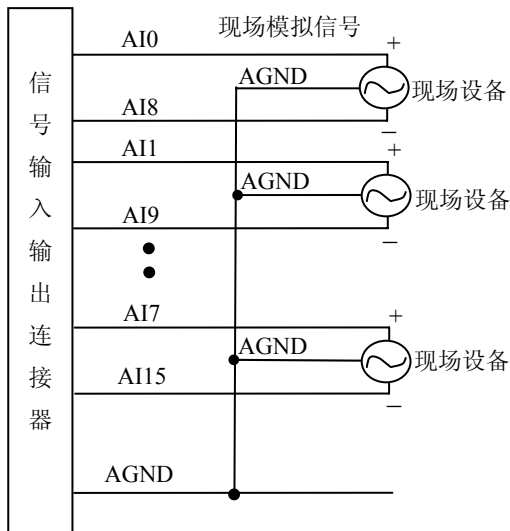 信号输入输出连接器
现场模拟信号
AI0
+
AGND
现场设备
AI8
−
AI1
+
AGND
现场设备
AI9
−
AI7
+
AGND
现场设备
AI15
−
AGND